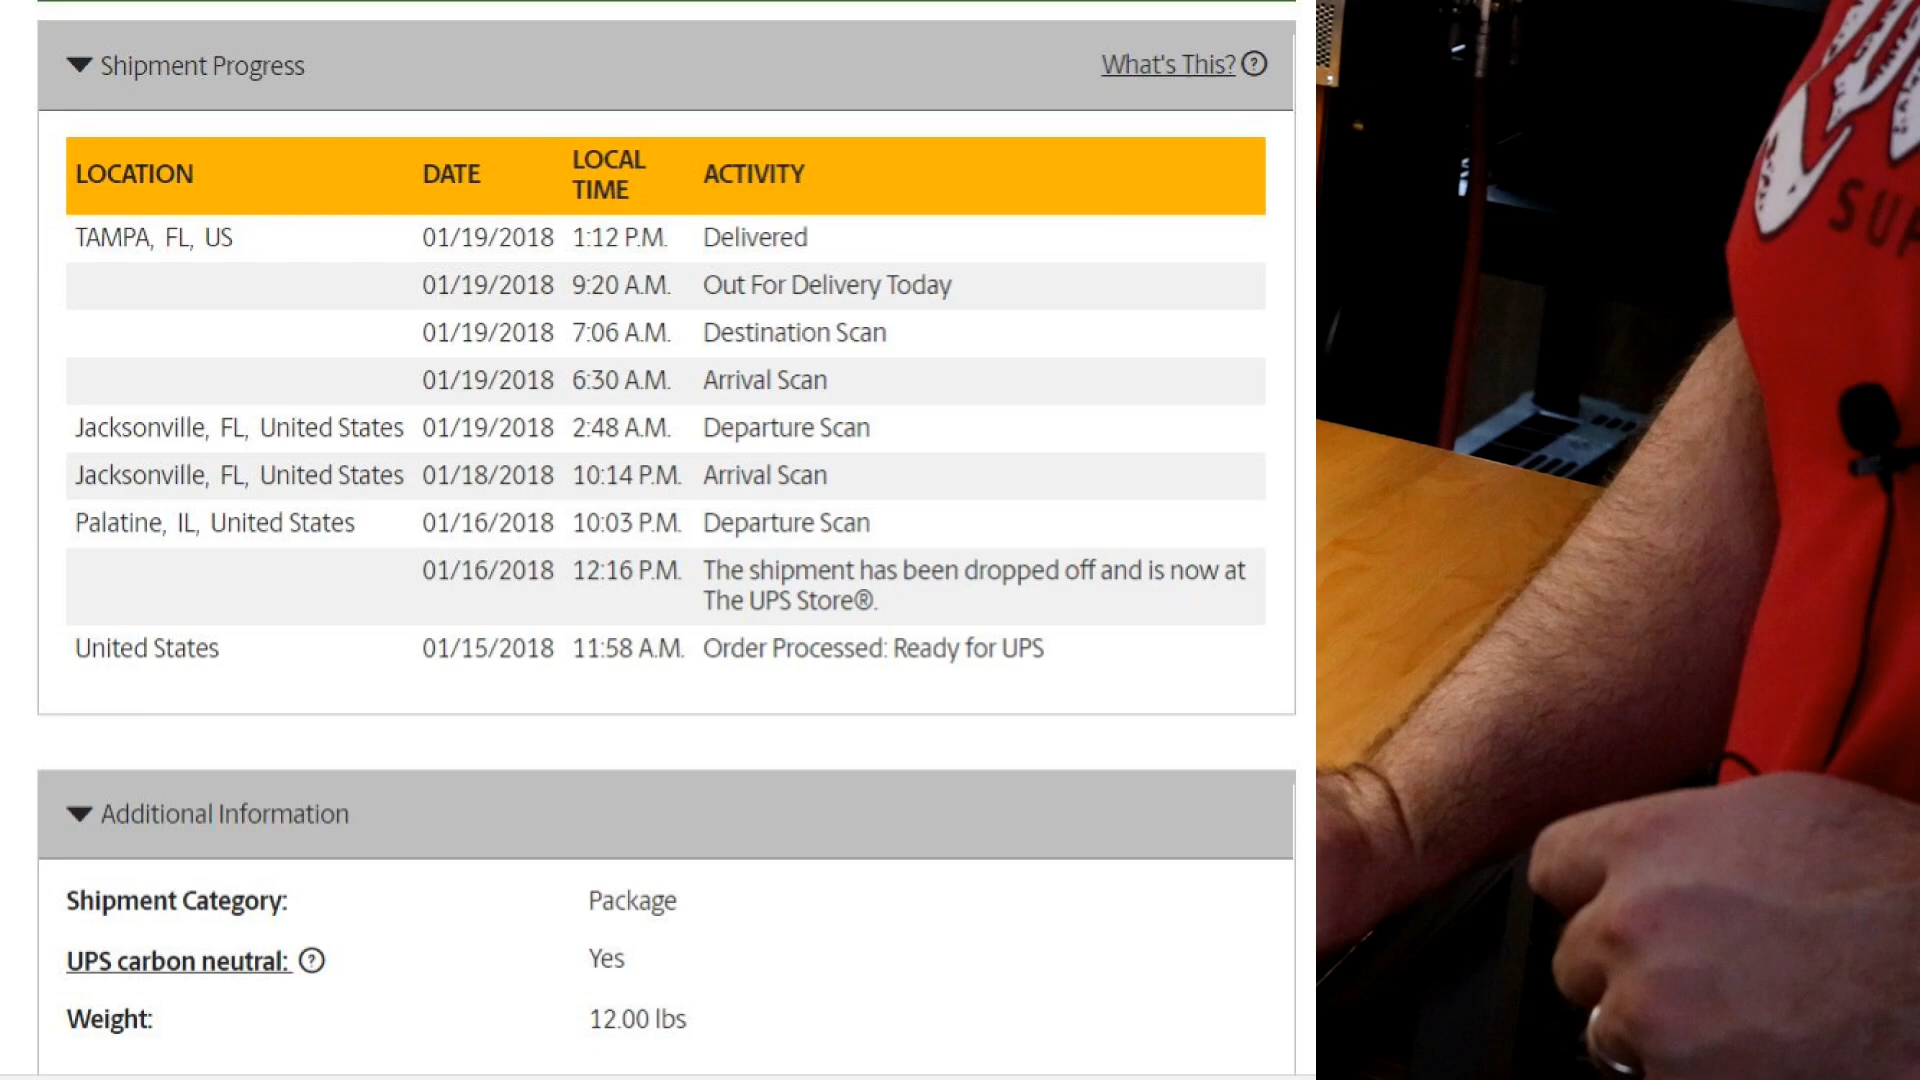 Shipment Progress What's This? ?
LOCATION DATE LOCAL TIME ACTIVITY
TAMPA, FL, US 01/19/2018 1:12 P.M. Delivered
01/19/2018 9:20 A.M. Out For Delivery Today
01/19/2018 7:06 A.M. Destination Scan
01/19/2018 6:30 A.M. Arrival Scan
Jacksonville, FL, United States 01/19/2018 2:48 A.M. Departure Scan
Jacksonville, FL, United States 01/18/2018 10:14 P.M. Arrival Scan
Palatine, IL, United States 01/16/2018 10:03 P.M. Departure Scan
01/16/2018 12:16 P.M. The shipment has been dropped off and is now at
The UPS Store®.
United States 01/15/2018 11:58 A.M. Order Processed: Ready for UPS
Additional Information
Shipment Category: Package
UPS carbon neutral: ? Yes
Weight: 12.00 lbs